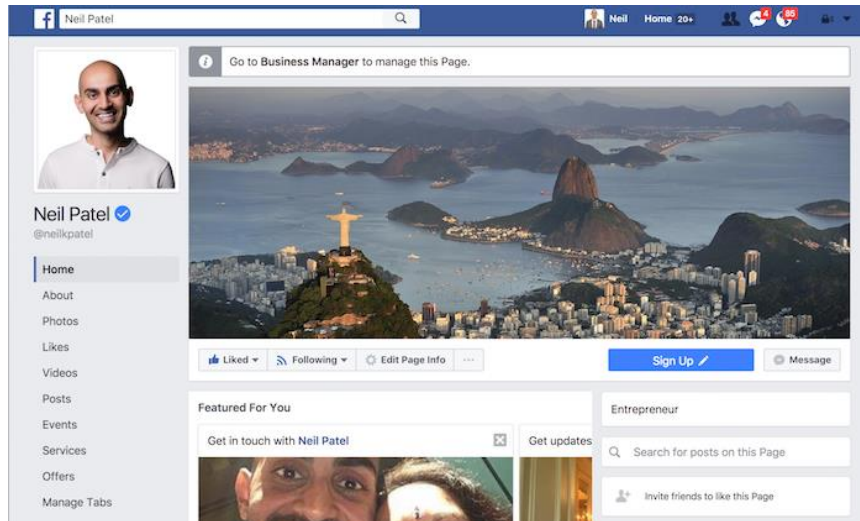 f
Neil Patel
Neil
Home 20+
4
85
Go to Business Manager to manage this Page.
Neil Patel
@neilkpatel
Home
About
Photos
Likes
Videos
Posts
Events
Services
Offers
Manage Tabs
Liked
Following
Edit Page Info
...
Sign Up
Message
Featured For You
Get in touch with Neil Patel
Get updates
Entrepreneur
Search for posts on this Page
Invite friends to like this Page